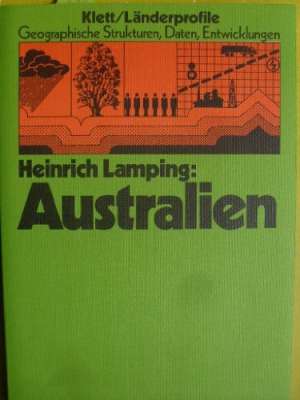 Klett/Länderprofile
Geographische Strukturen, Daten, Entwicklungen
Heinrich Lamping:
Australien